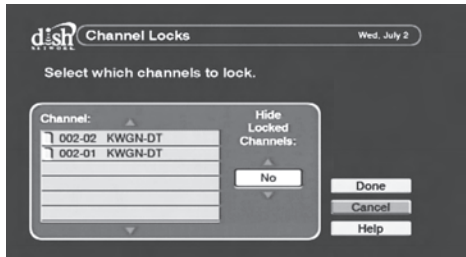 dish
NETWORK
Channel Locks
Wed, July 2
Select which channels to lock.
Channel:
002-02 KWGN-DT
002-01 KWGN-DT
Hide
Locked
Channels:
No
Done
Cancel
Help